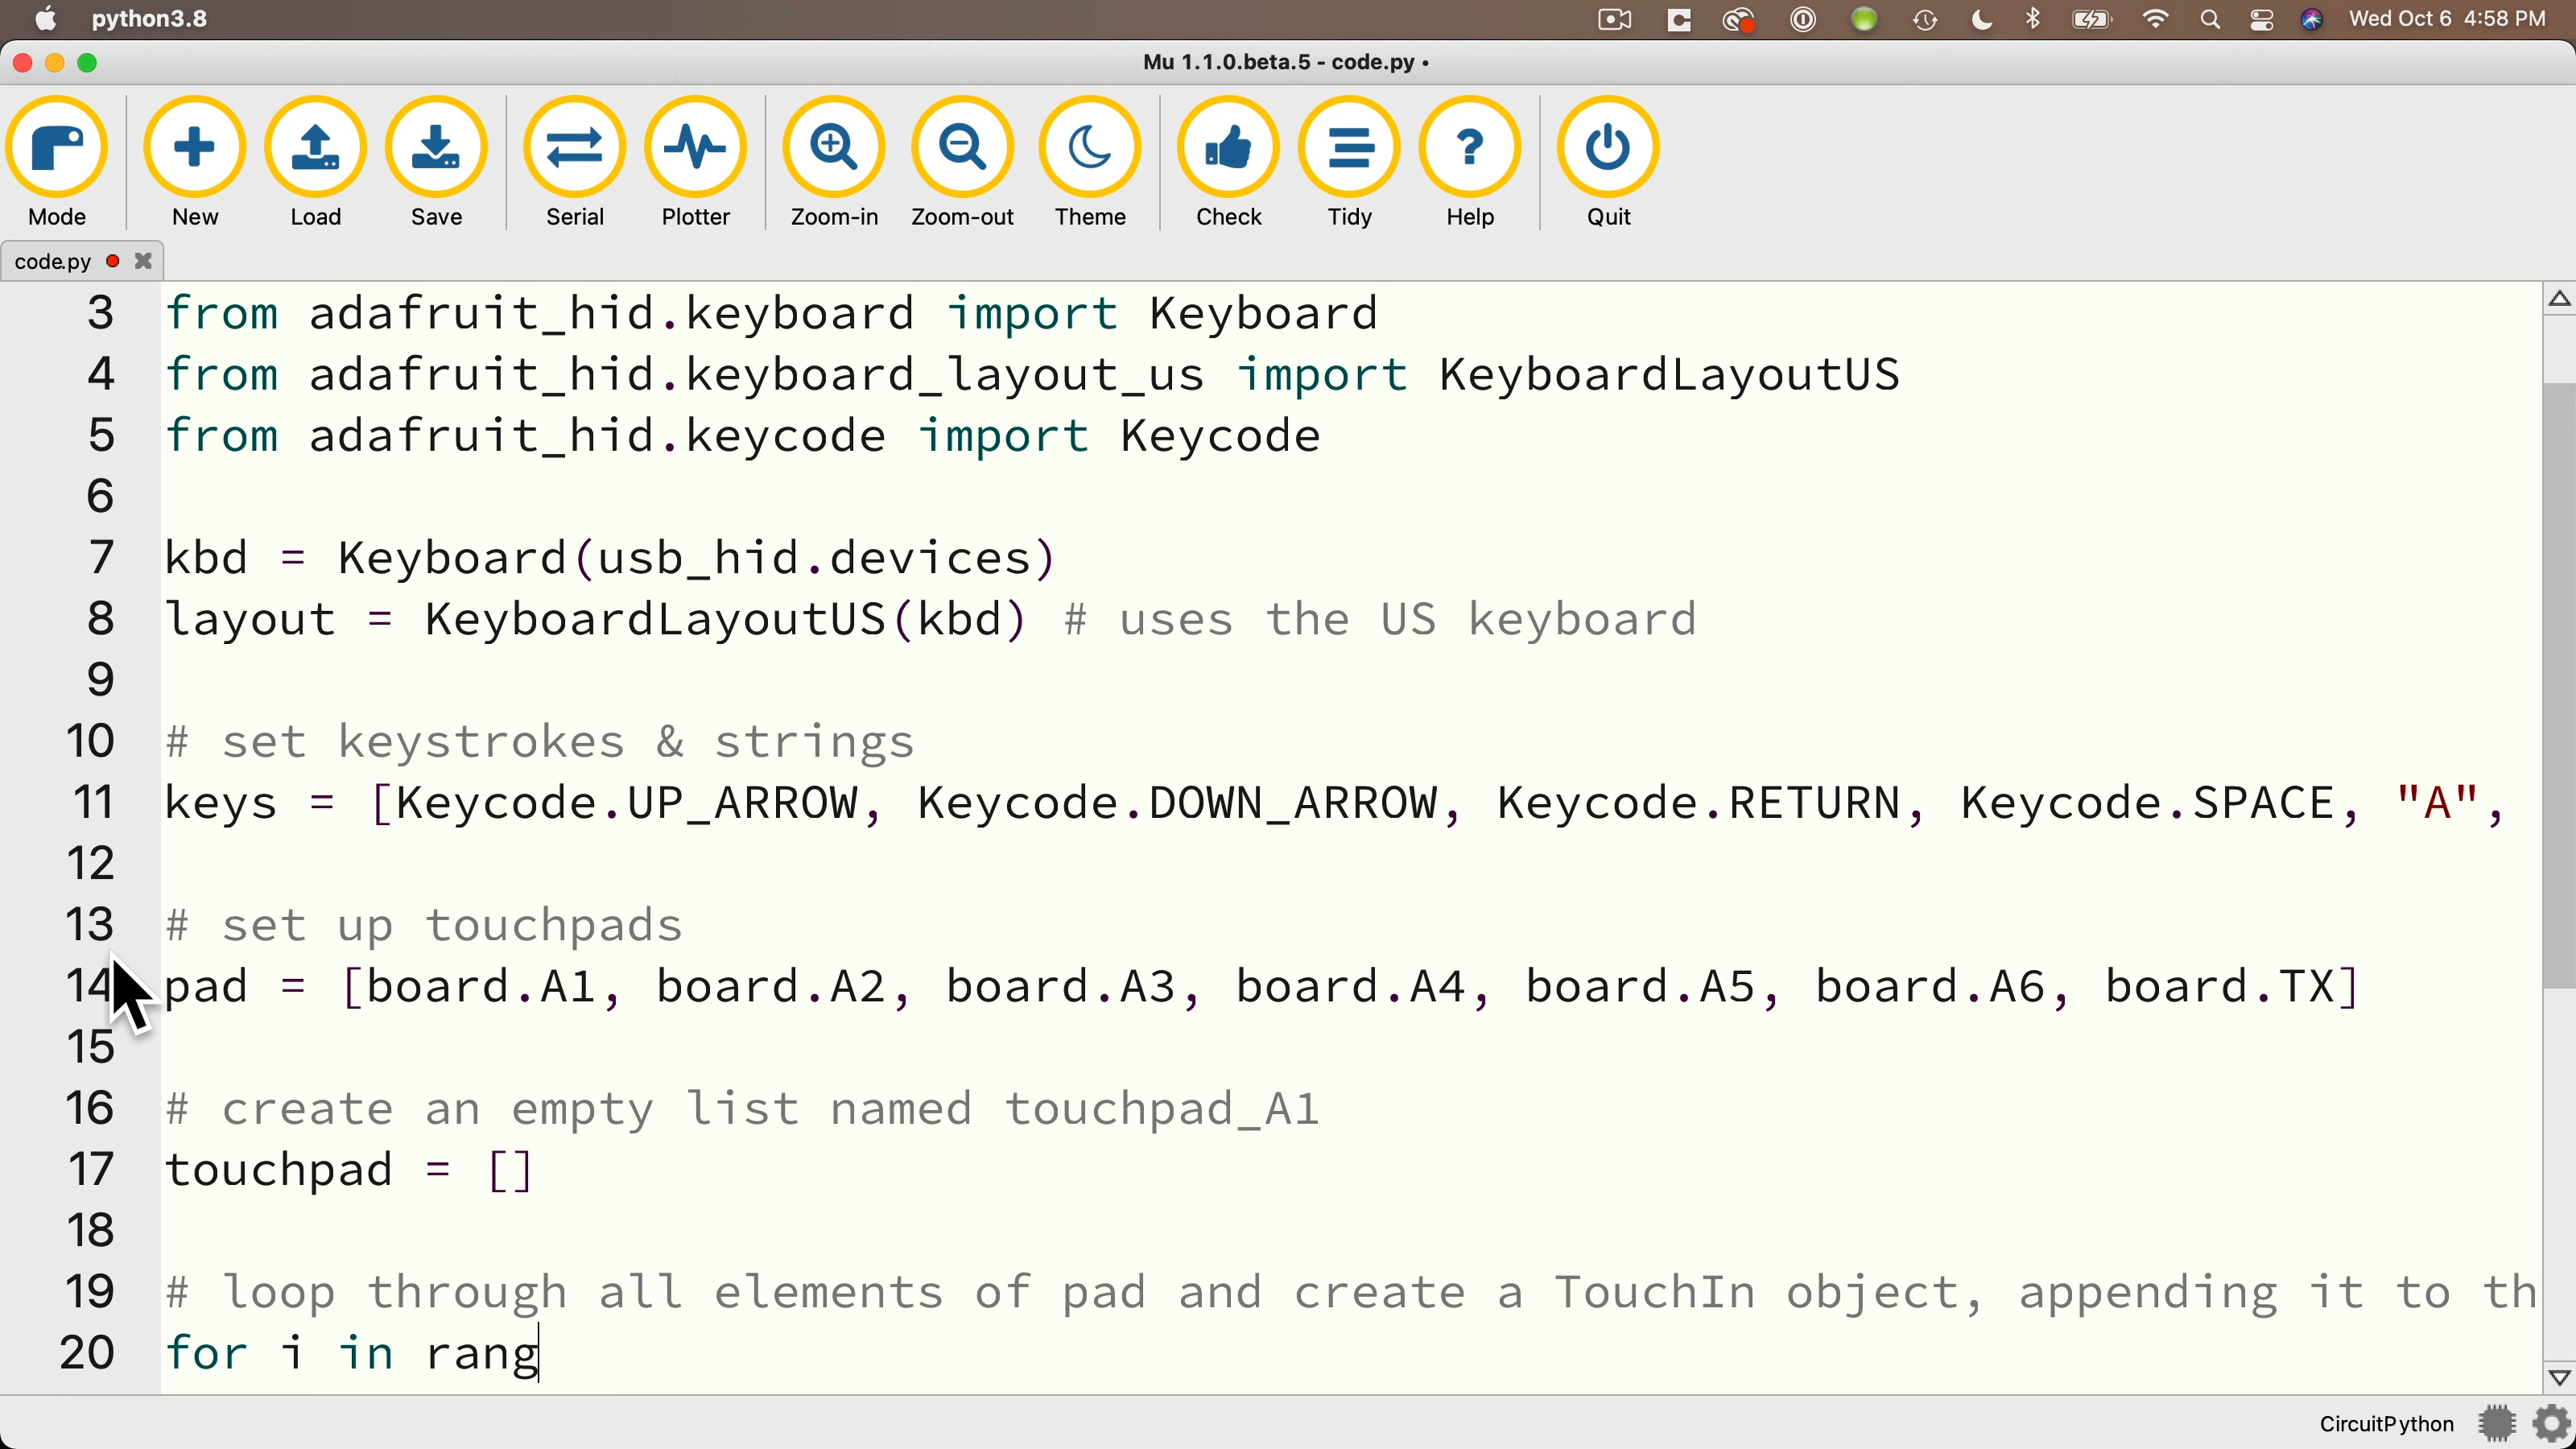 python3.8
Wed Oct 6 4:58 PM
Mu 1.1.0.beta.5 - code.py •
Mode New Load Save Serial Plotter Zoom-in Zoom-out Theme Check Tidy Help Quit
code.py
3 from adafruit_hid.keyboard import Keyboard
4 from adafruit_hid.keyboard_layout_us import KeyboardLayoutUS
5 from adafruit_hid.keycode import Keycode
6
7 kbd = Keyboard(usb_hid.devices)
8 layout = KeyboardLayoutUS(kbd) # uses the US keyboard
9
10 # set keystrokes & strings
11 keys = [Keycode.UP_ARROW, Keycode.DOWN_ARROW, Keycode.RETURN, Keycode.SPACE, "A",
12
13 # set up touchpads
14 pad = [board.A1, board.A2, board.A3, board.A4, board.A5, board.A6, board.TX]
15
16 # create an empty list named touchpad_A1
17 touchpad = []
18
19 # loop through all elements of pad and create a TouchIn object, appending it to th
20 for i in rang
CircuitPython